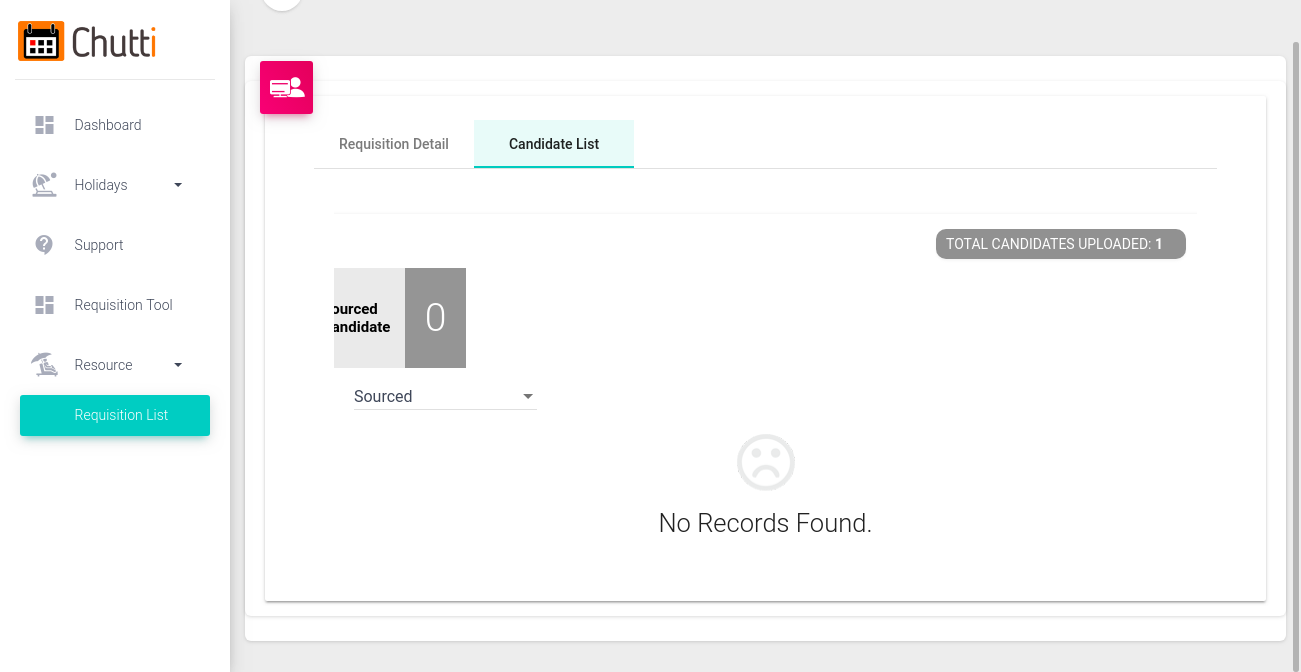 Chutti
Dashboard
Holidays
Support
Requisition Tool
Resource
Requisition List
Requisition Detail
Candidate List
TOTAL CANDIDATES UPLOADED: 1
ourced
andidate
0
Sourced
No Records Found.